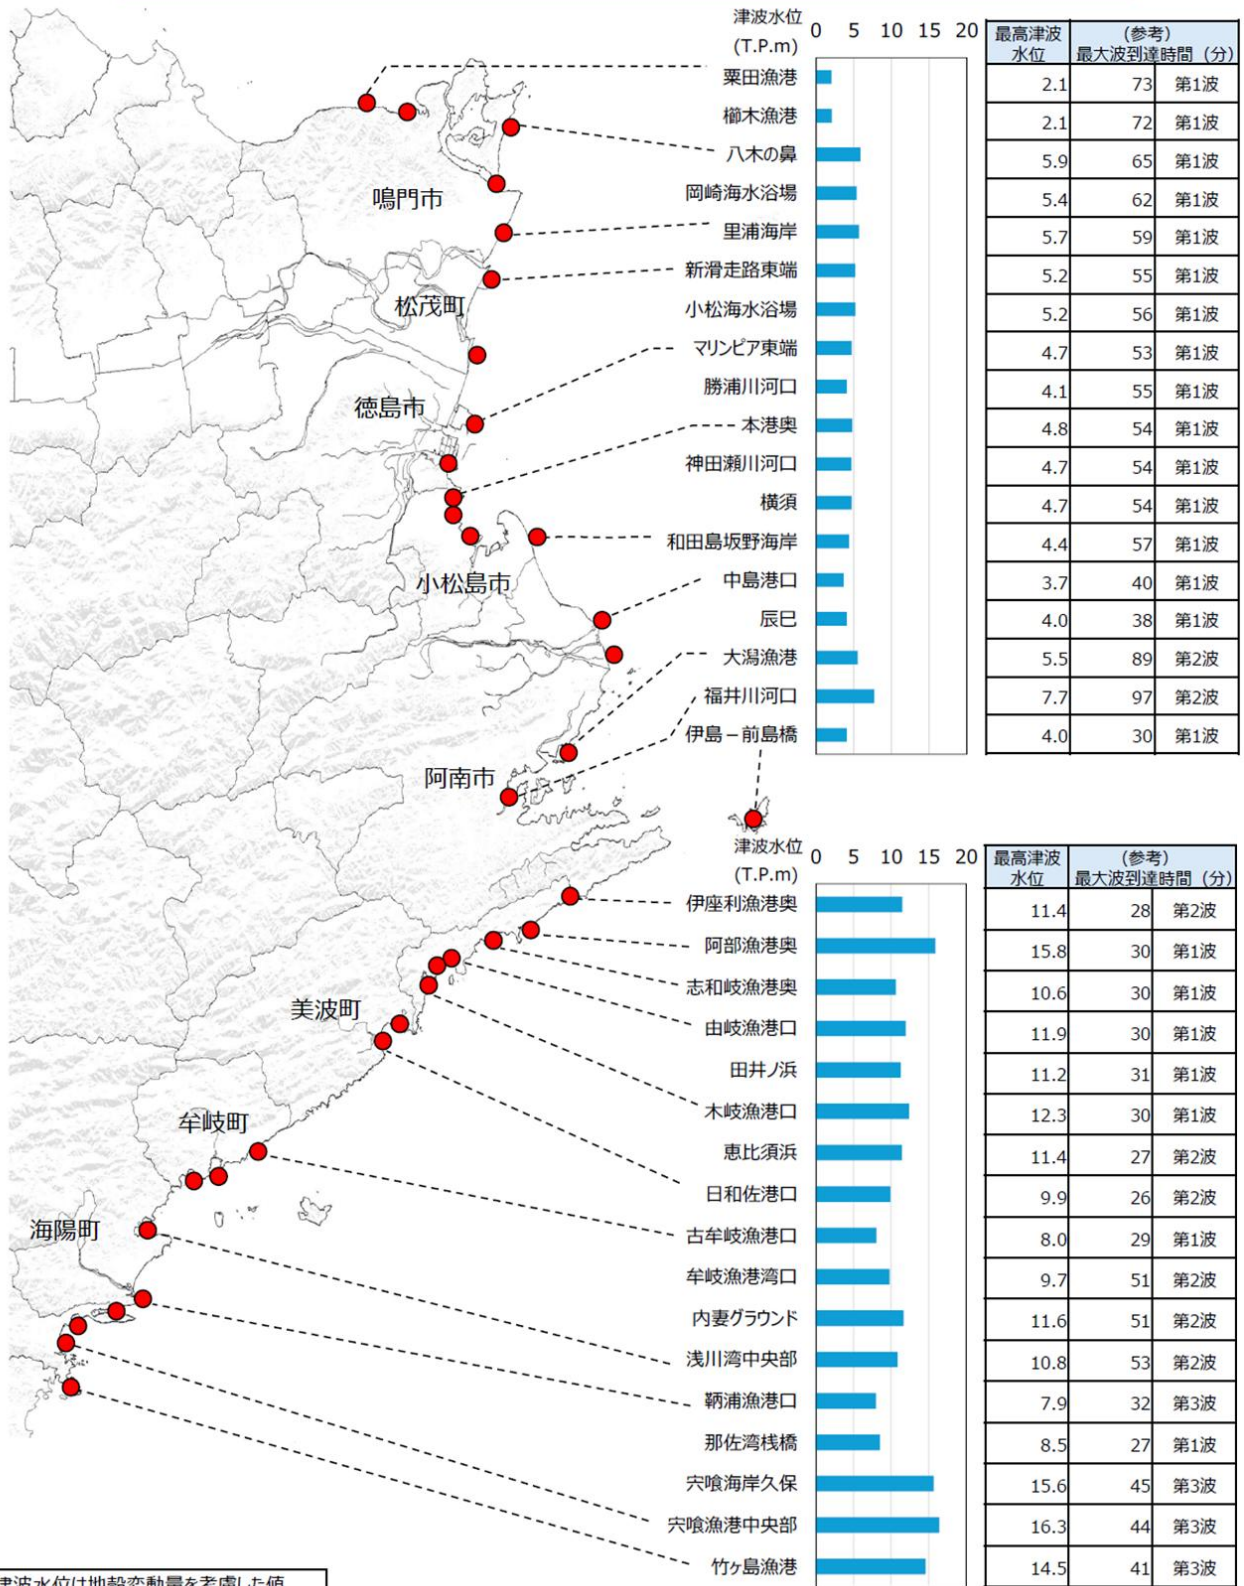 津波水位
(T.P.m)
0 5 10 15 20
最高津波
水位
(参考)
最大波到達時間(分)
粟田漁港 2.1 73 第1波
櫛木漁港 2.1 72 第1波
八木の鼻 5.9 65 第1波
岡崎海水浴場 5.4 62 第1波
里浦海岸 5.7 59 第1波
新滑走路東端 5.2 55 第1波
小松海水浴場 5.2 56 第1波
マリンピア東端 4.7 53 第1波
勝浦川河口 4.1 55 第1波
本港奥 4.8 54 第1波
神田瀬川河口 4.7 54 第1波
横須 4.7 54 第1波
和田島坂野海岸 4.4 57 第1波
中島港口 3.7 40 第1波
辰巳 4.0 38 第1波
大潟漁港 5.5 89 第2波
福井川河口 7.7 97 第2波
伊島-前島橋 4.0 30 第1波
鳴門市
松茂町
徳島市
小松島市
阿南市
美波町
牟岐町
海陽町
津波水位
(T.P.m)
0 5 10 15 20
最高津波
水位
(参考)
最大波到達時間(分)
伊座利漁港奥 11.4 28 第2波
阿部漁港奥 15.8 30 第1波
志和岐漁港奥 10.6 30 第1波
由岐漁港口 11.9 30 第1波
田井ノ浜 11.2 31 第1波
木岐漁港口 12.3 30 第1波
恵比須浜 11.4 27 第2波
日和佐港口 9.9 26 第2波
古牟岐漁港口 8.0 29 第1波
牟岐漁港湾口 9.7 51 第2波
内妻グラウンド 11.6 51 第2波
浅川湾中央部 10.8 53 第2波
鞆浦漁港口 7.9 32 第3波
那佐湾桟橋 8.5 27 第1波
宍喰海岸久保 15.6 45 第3波
宍喰漁港中央部 16.3 44 第3波
竹ヶ島漁港 14.5 41 第3波
津波水位は地殻変動量を考慮した値